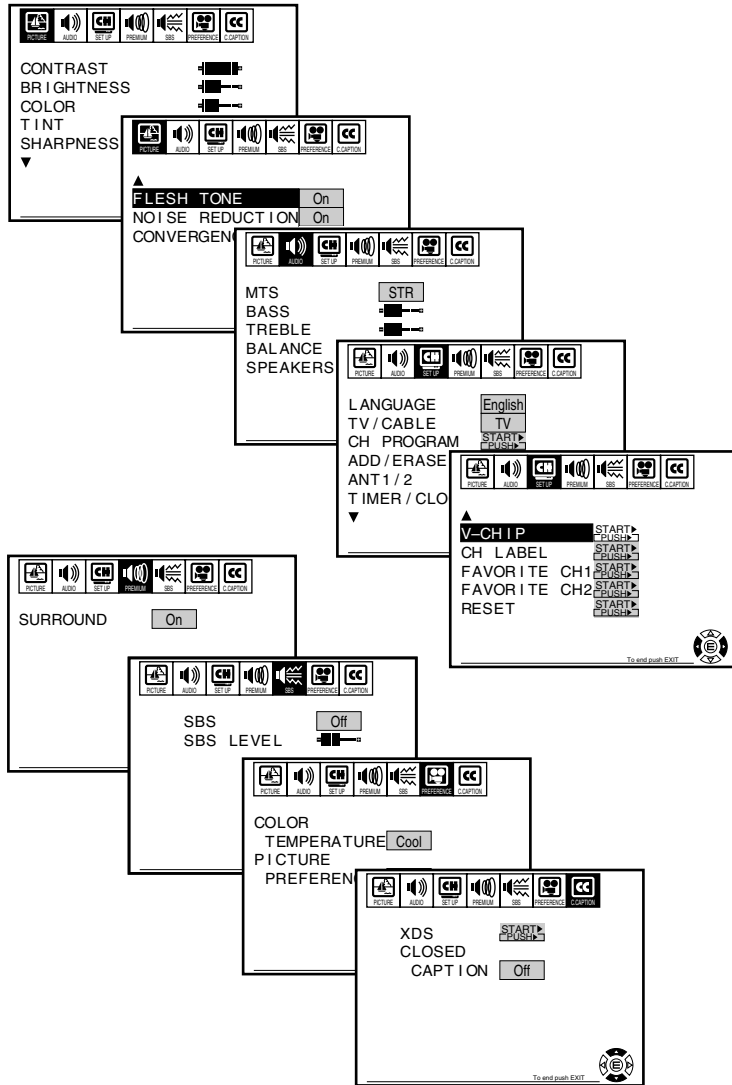 PICTURE AUDIO SET UP PREMIUM SBS PREFERENCE C.CAPTION
CONTRAST
BRIGHTNESS
COLOR
TINT
SHARPNESS
▼
PICTURE AUDIO SET UP PREMIUM SBS PREFERENCE C.CAPTION
▲
FLESH TONE On
NOISE REDUCTION On
PICTURE AUDIO SET UP PREMIUM SBS PREFERENCE C.CAPTION
MTS STR
BASS
TREBLE
BALANCE
SPEAKERS
PICTURE AUDIO SET UP PREMIUM SBS PREFERENCE C.CAPTION
LANGUAGE English
TV/CABLE TV
CH PROGRAM START▶ PUSH▶
ADD/ERASE
ANT1/2
TIMER/CLO
▼
PICTURE AUDIO SET UP PREMIUM SBS PREFERENCE C.CAPTION
▲
V–CHIP START▶ PUSH▶
CH LABEL START▶ PUSH▶
FAVORITE CH1 START▶ PUSH▶
FAVORITE CH2 START▶ PUSH▶
RESET START▶ PUSH▶
To end push EXIT E
PICTURE AUDIO SET UP PREMIUM SBS PREFERENCE C.CAPTION
SURROUND On
PICTURE AUDIO SET UP PREMIUM SBS PREFERENCE C.CAPTION
SBS Off
SBS LEVEL
PICTURE AUDIO SET UP PREMIUM SBS PREFERENCE C.CAPTION
COLOR
TEMPERATURE Cool
PICTURE
PICTURE AUDIO SET UP PREMIUM SBS PREFERENCE C.CAPTION
XDS START▶ PUSH▶
CLOSED
CAPTION Off
To end push EXIT E